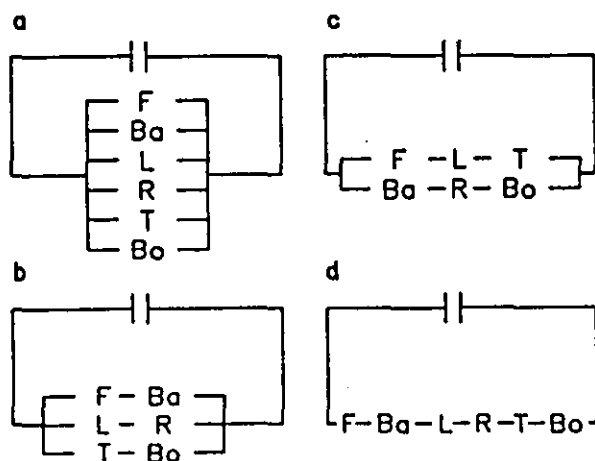 a
F
Ba
L
R
T
Bo
b
F – Ba
L – R
T – Bo
c
F – L – T
Ba – R – Bo
d
F – Ba – L – R – T – Bo